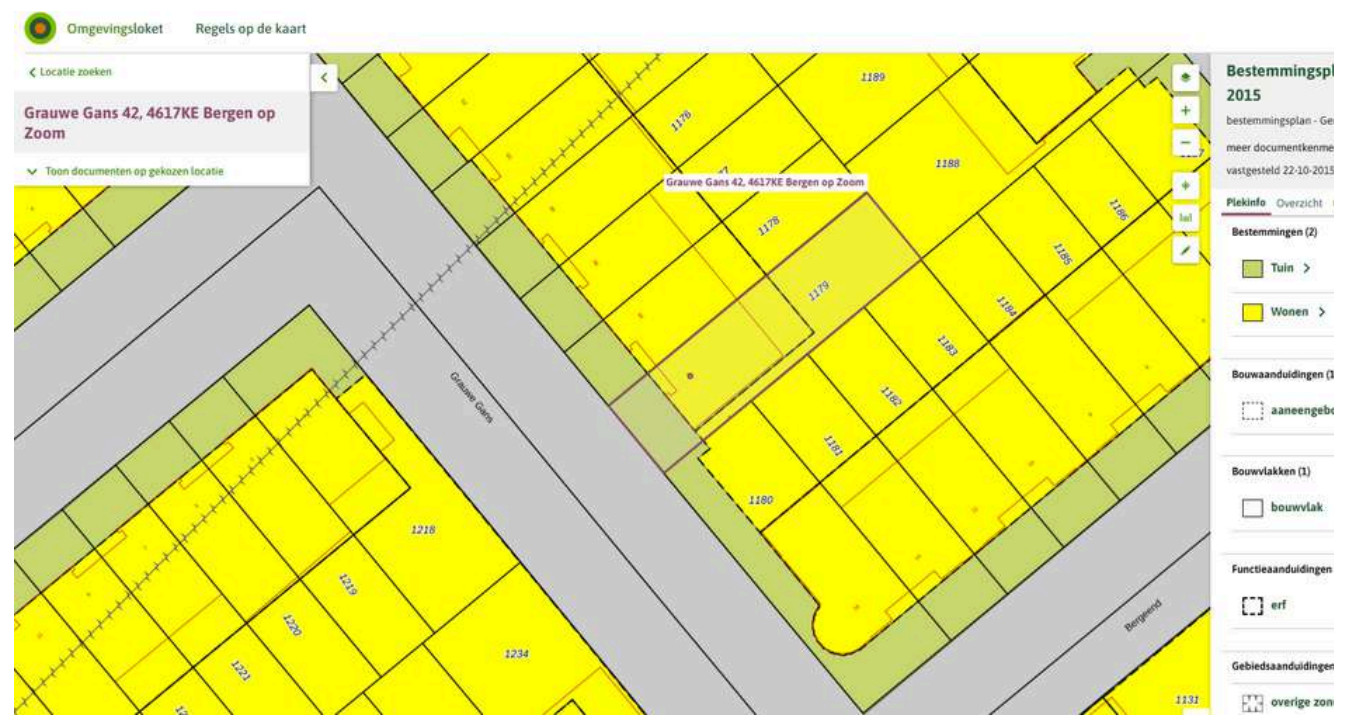 Omgevingsloket Regels op de kaart
Locatie zoeken
Grauwe Gans 42, 4617KE Bergen op
Zoom
Toon documenten op gekozen locatie
1189
1176
1188
Grauwe Gans 42, 4617KE Bergen op Zoom
1178
1186
1185
1179
1184
1183
1182
Grauwe Gans
1181
1180
1218
1219
1220
1234
1221
Bergeend
1131
Bestemmingspl
2015
bestemmingsplan - Ge
meer documentkenme
vastgesteld 22-10-2015
Plekinfo Overzicht
Bestemmingen (2)
Tuin
Wonen
Bouwaanduidingen (1
aaneengebo
Bouwvlakken (1)
bouwvlak
Functieaanduidingen
erf
Gebiedsaanduidingen
overige zon